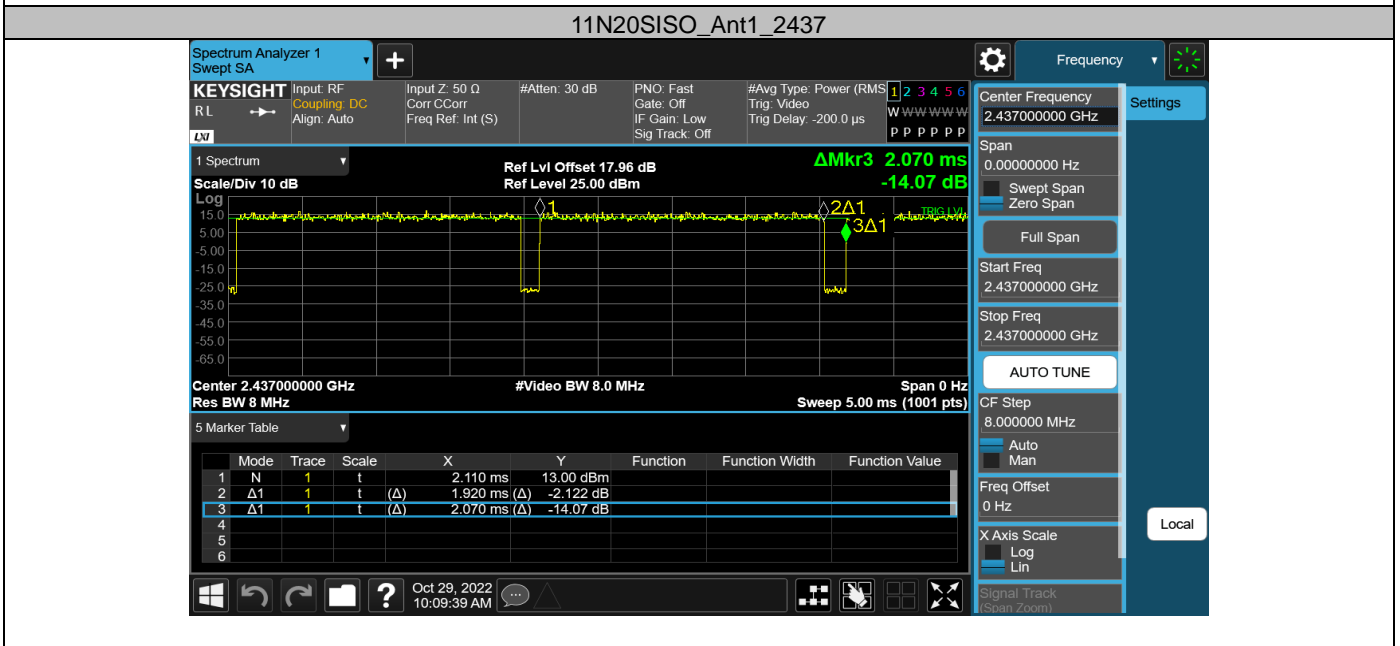 11N20SISO_Ant1_2437
Spectrum Analyzer 1
Swept SA
+
Frequency
KEYSIGHT
RL
LXI
Input: RF
Coupling: DC
Align: Auto
Input Z: 50 Ω
Corr CCorr
Freq Ref: Int (S)
#Atten: 30 dB
PNO: Fast
Gate: Off
IF Gain: Low
Sig Track: Off
#Avg Type: Power (RMS
Trig: Video
Trig Delay: -200.0 µs
1 2 3 4 5 6
W W W W W W
P P P P P P
1 Spectrum
Scale/Div 10 dB
Ref Lvl Offset 17.96 dB
Ref Level 25.00 dBm
ΔMkr3 2.070 ms
-14.07 dB
Log
15.0
5.00
-5.00
-15.0
-25.0
-35.0
-45.0
-55.0
-65.0
1
2Δ1
3Δ1
TRIG LVL
Center 2.437000000 GHz
#Video BW 8.0 MHz
Span 0 Hz
Res BW 8 MHz
Sweep 5.00 ms (1001 pts)
5 Marker Table
Mode Trace Scale X Y Function Function Width Function Value
1 N 1 t 2.110 ms 13.00 dBm
2 Δ1 1 t (Δ) 1.920 ms (Δ) -2.122 dB
3 Δ1 1 t (Δ) 2.070 ms (Δ) -14.07 dB
4
5
6
?
Oct 29, 2022
10:09:39 AM
Center Frequency
2.437000000 GHz
Span
0.00000000 Hz
Swept Span
Zero Span
Full Span
Start Freq
2.437000000 GHz
Stop Freq
2.437000000 GHz
AUTO TUNE
CF Step
8.000000 MHz
Auto
Man
Freq Offset
0 Hz
X Axis Scale
Log
Lin
Signal Track
(Span Zoom)
Settings
Local